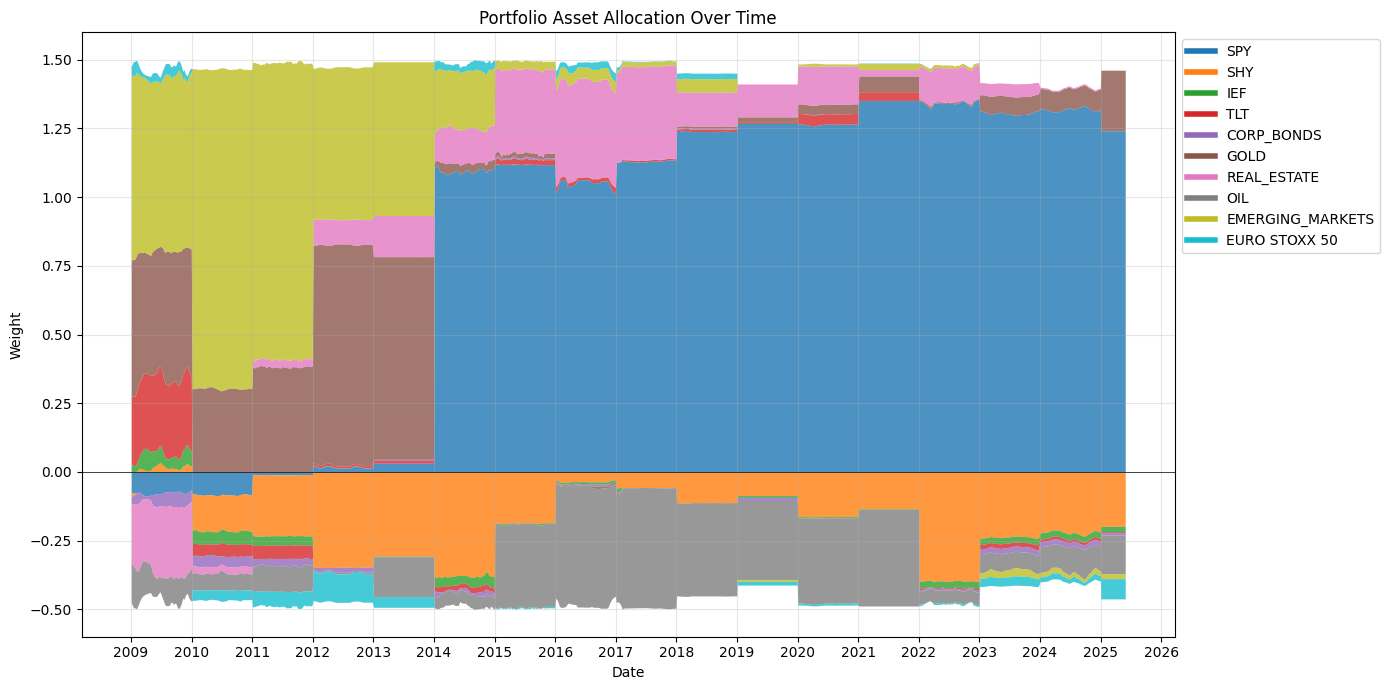 Portfolio Asset Allocation Over Time
Weight
1.50
1.25
1.00
0.75
0.50
0.25
0.00
−0.25
−0.50
2009 2010 2011 2012 2013 2014 2015 2016 2017 2018 2019 2020 2021 2022 2023 2024 2025 2026
Date
SPY
SHY
IEF
TLT
CORP_BONDS
GOLD
REAL_ESTATE
OIL
EMERGING_MARKETS
EURO STOXX 50